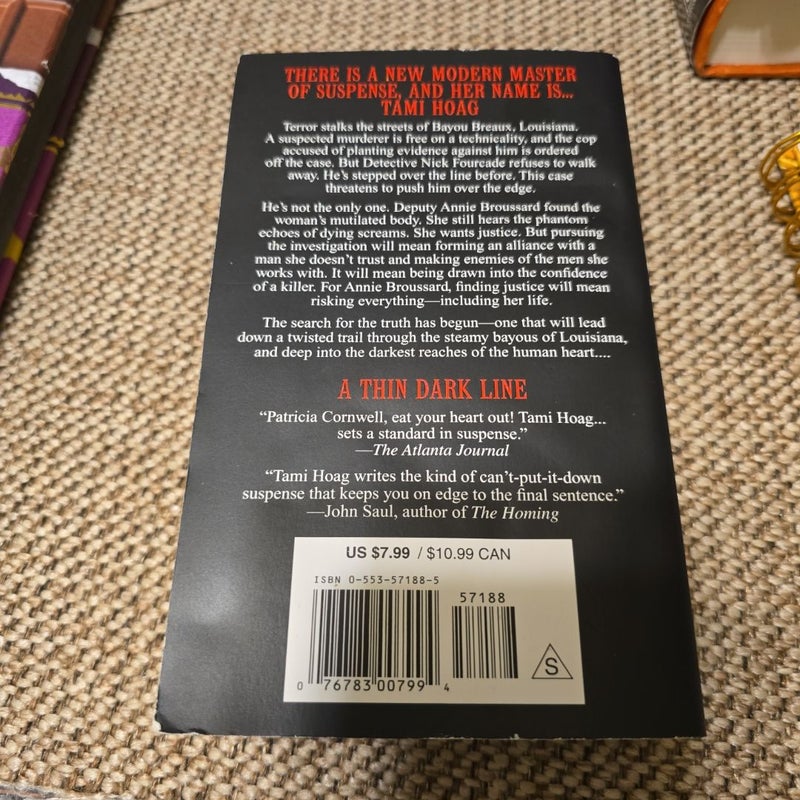 THERE IS A NEW MODERN MASTER
OF SUSPENSE, AND HER NAME IS...
TAMI HOAG
Terror stalks the streets of Bayou Breaux, Louisiana.
A suspected murderer is free on a technicality, and the cop
accused of planting evidence against him is ordered
off the case. But Detective Nick Fourcade refuses to walk
away. He's stepped over the line before. This case
threatens to push him over the edge.
He's not the only one. Deputy Annie Broussard found the
woman's mutilated body. She still hears the phantom
echoes of dying screams. She wants justice. But pursuing
the investigation will mean forming an alliance with a
man she doesn't trust and making enemies of the men she
works with. It will mean being drawn into the confidence
of a killer. For Annie Broussard, finding justice will mean
risking everything—including her life.
The search for the truth has begun—one that will lead
down a twisted trail through the steamy bayous of Louisiana,
and deep into the darkest reaches of the human heart....
A THIN DARK LINE
“Patricia Cornwell, eat your heart out! Tami Hoag...
sets a standard in suspense.”
—The Atlanta Journal
“Tami Hoag writes the kind of can't-put-it-down
suspense that keeps you on edge to the final sentence.”
—John Saul, author of The Homing
US $7.99 / $10.99 CAN
ISBN 0-553-57188-5
57188
S
0 76783 00799 4